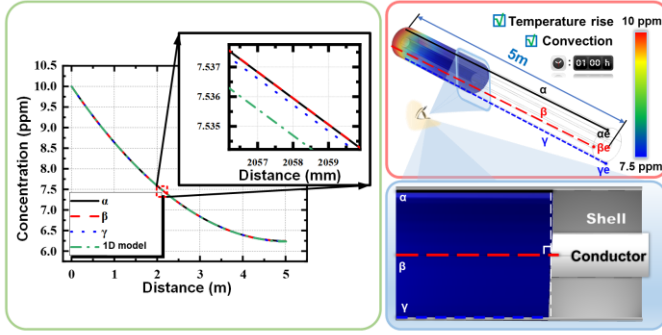 Concentration (ppm)
10.5
10.0
9.5
9.0
8.5
8.0
7.5
7.0
6.5
6.0
0 1 2 3 4 5
Distance (m)
α
β
γ
1D model
7.537
7.536
7.535
2057 2058 2059
Distance (mm)
Temperature rise
Convection
01 00 h
10 ppm
7.5 ppm
5m
α
β
γ
αe
βe
γe
α
β
γ
Shell
Conductor